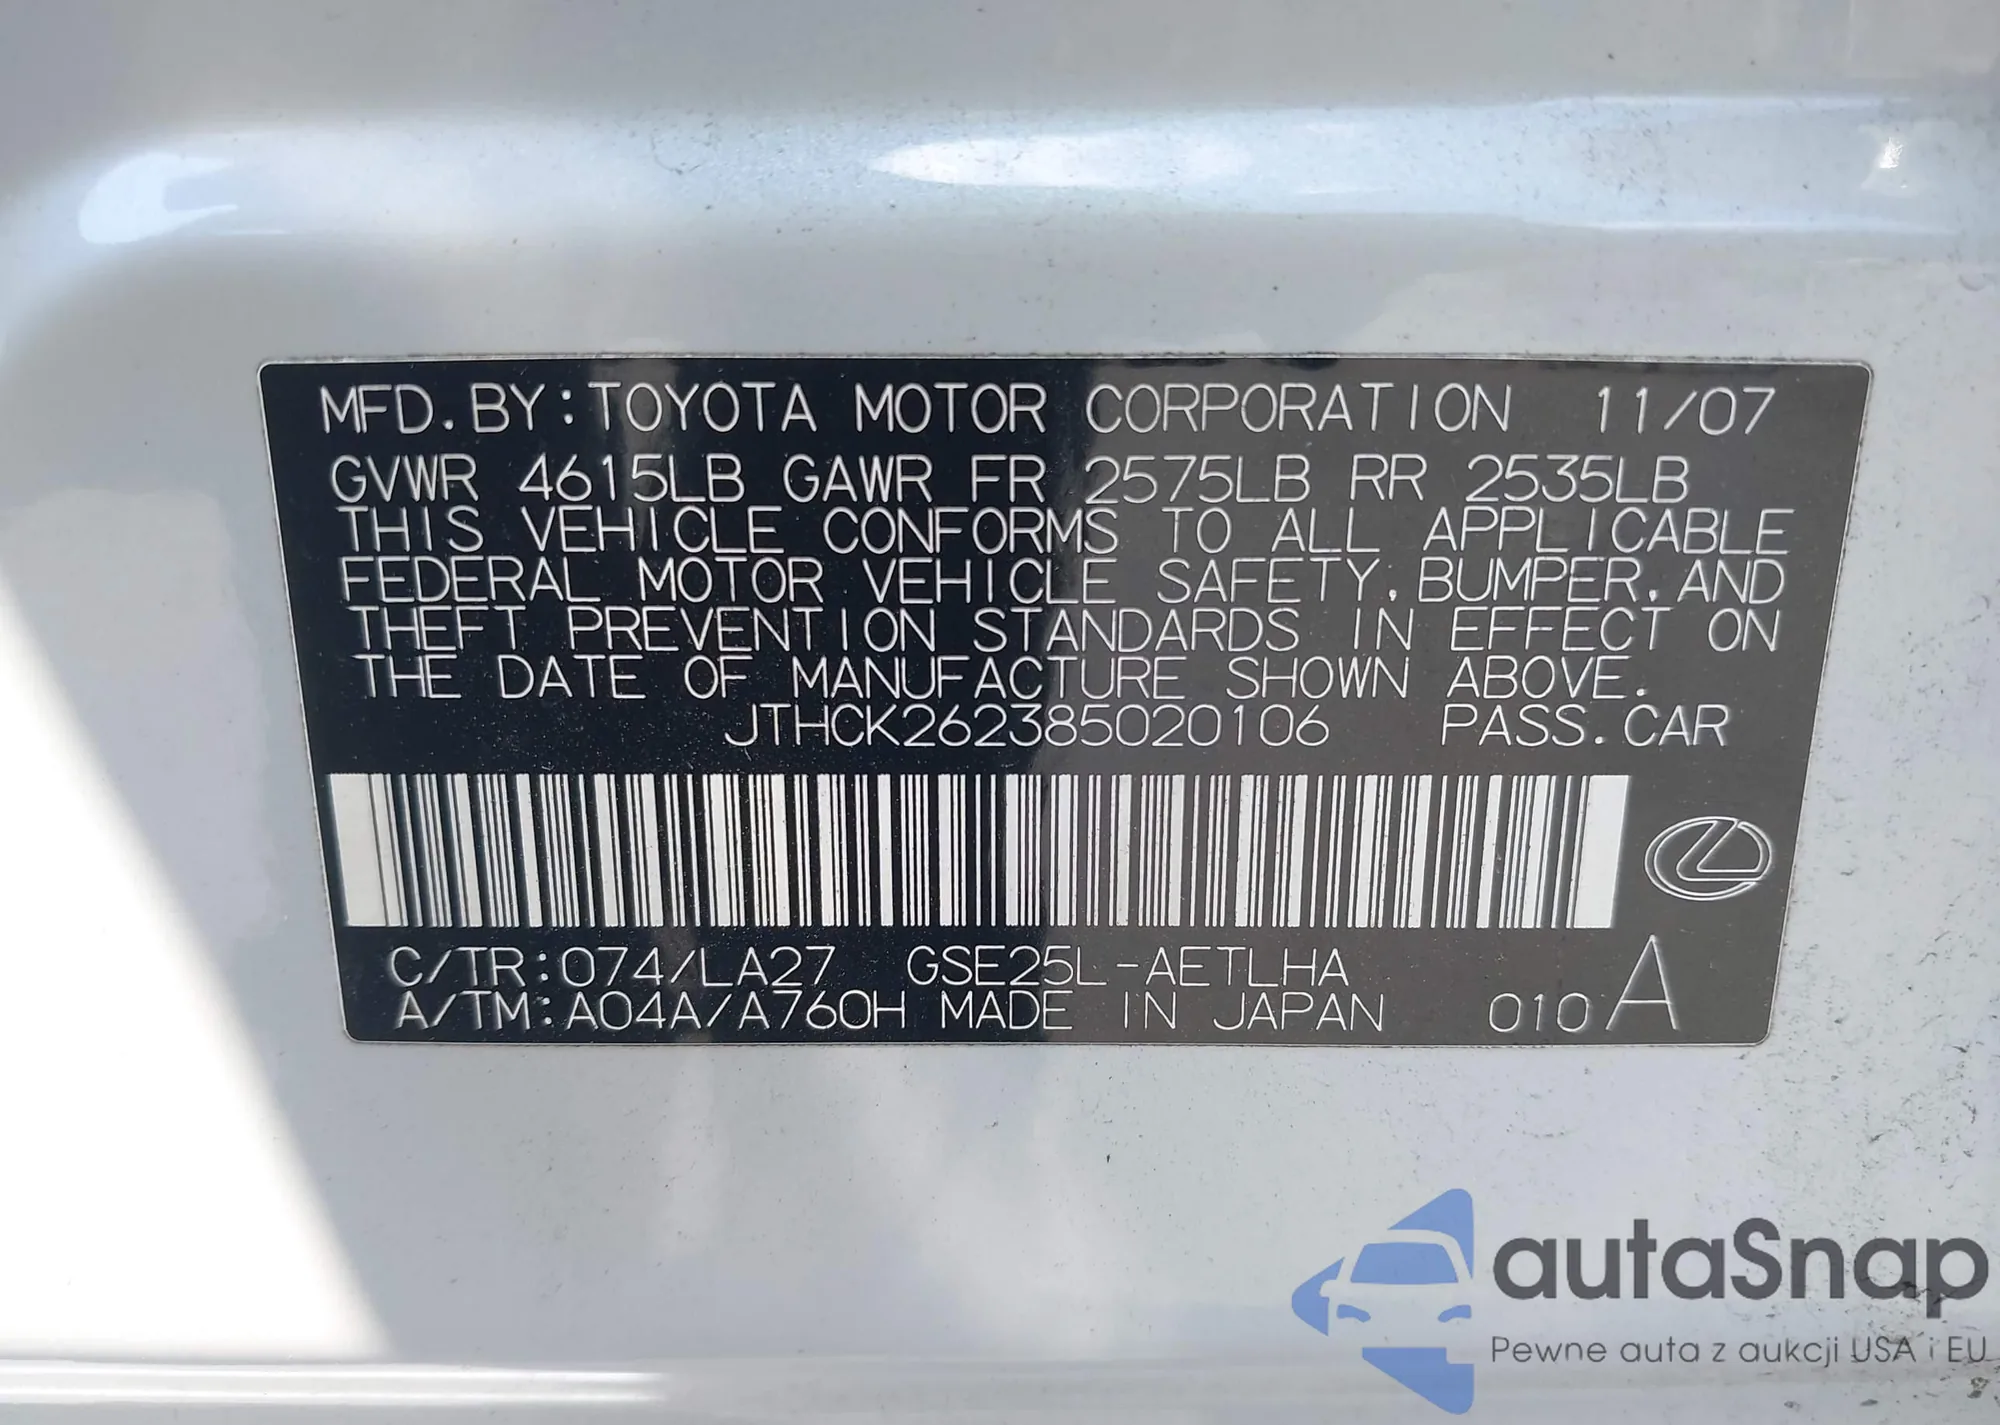 MFD.BY:TOYOTA MOTOR CORPORATION 11/07
GVWR 4615LB GAWR FR 2575LB RR 2535LB
THIS VEHICLE CONFORMS TO ALL APPLICABLE
FEDERAL MOTOR VEHICLE SAFETY,BUMPER,AND
THEFT PREVENTION STANDARDS IN EFFECT ON
THE DATE OF MANUFACTURE SHOWN ABOVE.
JTHCK262385020106 PASS.CAR
C/TR:074/LA27 GSE25L-AETLHA
A/TM:A04A/A760H MADE IN JAPAN 010 A
autaSnap
Pewne auta z aukcji USA i EU